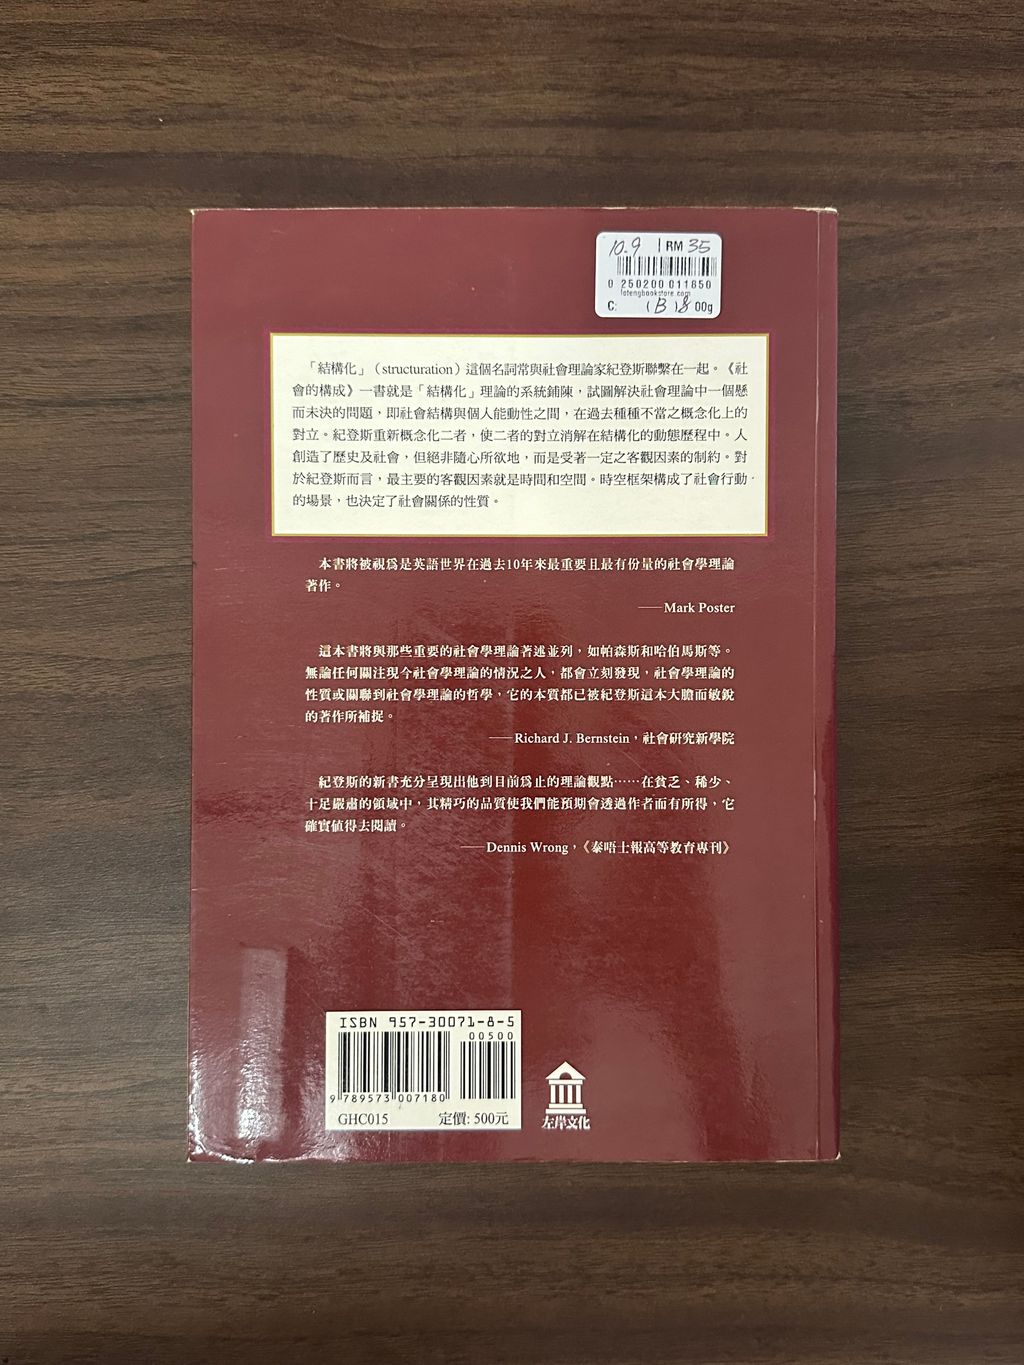 10.9 | RM 35
0 250200 011850
C: (B)8 00g
「結構化」（structuration）這個名詞常與社會理論家紀登斯聯繫在一起。《社
會的構成》一書就是「結構化」理論的系統鋪陳，試圖解決社會理論中一個懸
而未決的問題，即社會結構與個人能動性之間，在過去種種不當之概念化上的
對立。紀登斯重新概念化二者，使二者的對立消解在結構化的動態歷程中。人
創造了歷史及社會，但絕非隨心所欲地，而是受著一定之客觀因素的制約。對
於紀登斯而言，最主要的客觀因素就是時間和空間。時空框架構成了社會行動
的場景，也決定了社會關係的性質。
本書將被視為是英語世界在過去10年來最重要且最有份量的社會學理論
著作。
——Mark Poster
這本書將與那些重要的社會學理論著述並列，如帕森斯和哈伯馬斯等。
無論任何關注現今社會學理論的情況之人，都會立刻發現，社會學理論的
性質或關聯到社會學理論的哲學，它的本質都已被紀登斯這本大膽而敏銳
的著作所補捉。
——Richard J. Bernstein，社會研究新學院
紀登斯的新書充分呈現出他到目前為止的理論觀點……在貧乏、稀少、
十足嚴肅的領域中，其精巧的品質使我們能預期會透過作者而有所得，它
確實值得去閱讀。
——Dennis Wrong，《泰晤士報高等教育專刊》
ISBN 957-30071-8-5
00500
9 789573 007180
GHC015 定價: 500元
左岸文化